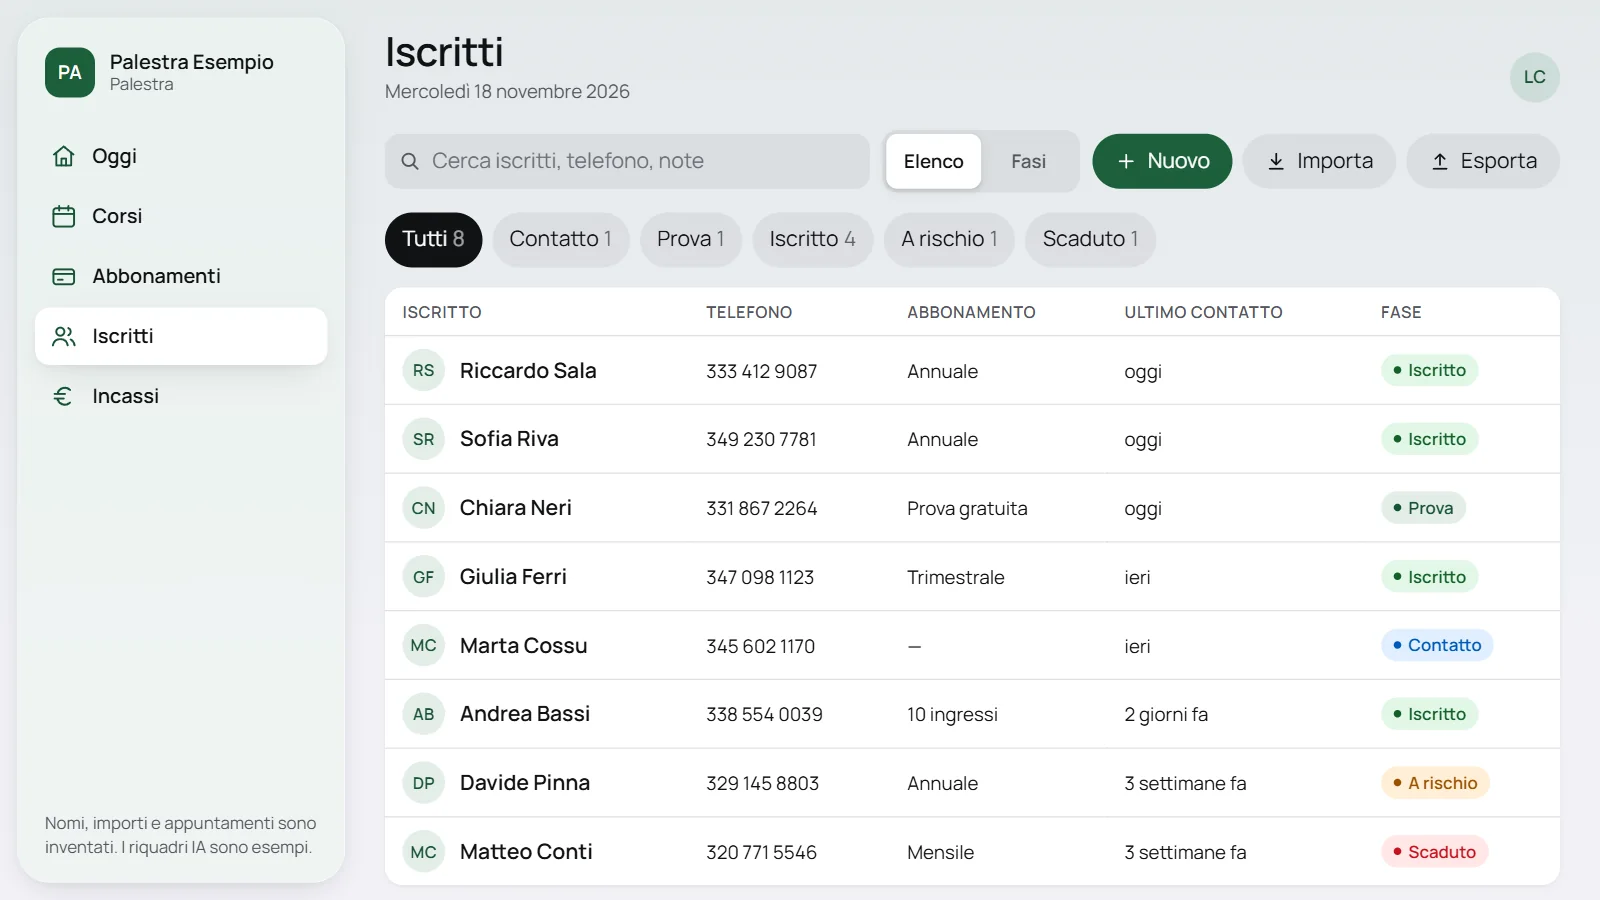 PA
Palestra Esempio
Palestra
Oggi
Corsi
Abbonamenti
Iscritti
Incassi
Nomi, importi e appuntamenti sono
inventati. I riquadri IA sono esempi.
Iscritti
Mercoledì 18 novembre 2026
LC
Cerca iscritti, telefono, note
Elenco Fasi
+ Nuovo
Importa
Esporta
Tutti 8 Contatto 1 Prova 1 Iscritto 4 A rischio 1 Scaduto 1
ISCRITTO TELEFONO ABBONAMENTO ULTIMO CONTATTO FASE
RS Riccardo Sala 333 412 9087 Annuale oggi Iscritto
SR Sofia Riva 349 230 7781 Annuale oggi Iscritto
CN Chiara Neri 331 867 2264 Prova gratuita oggi Prova
GF Giulia Ferri 347 098 1123 Trimestrale ieri Iscritto
MC Marta Cossu 345 602 1170 — ieri Contatto
AB Andrea Bassi 338 554 0039 10 ingressi 2 giorni fa Iscritto
DP Davide Pinna 329 145 8803 Annuale 3 settimane fa A rischio
MC Matteo Conti 320 771 5546 Mensile 3 settimane fa Scaduto